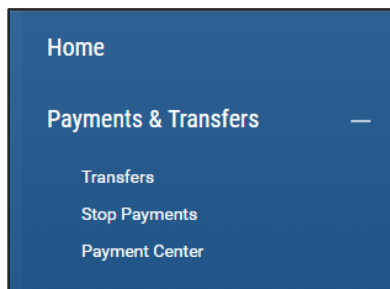 Home
Payments & Transfers
Transfers
Stop Payments
Payment Center